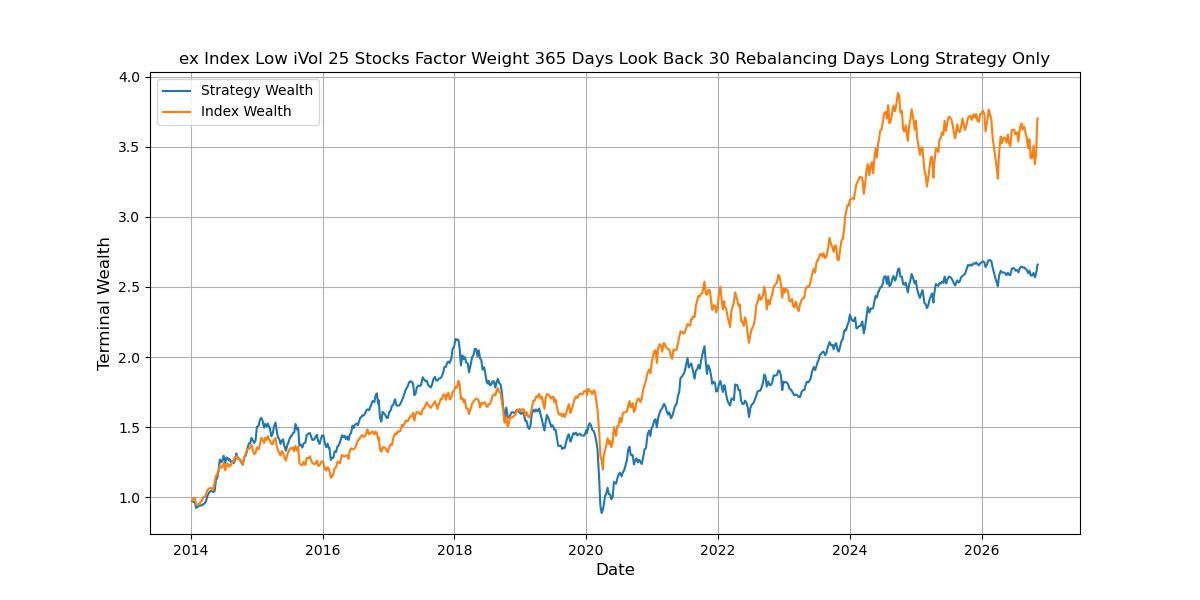 ex Index Low iVol 25 Stocks Factor Weight 365 Days Look Back 30 Rebalancing Days Long Strategy Only
Strategy Wealth
Index Wealth
Terminal Wealth
4.0
3.5
3.0
2.5
2.0
1.5
1.0
2014 2016 2018 2020 2022 2024 2026
Date